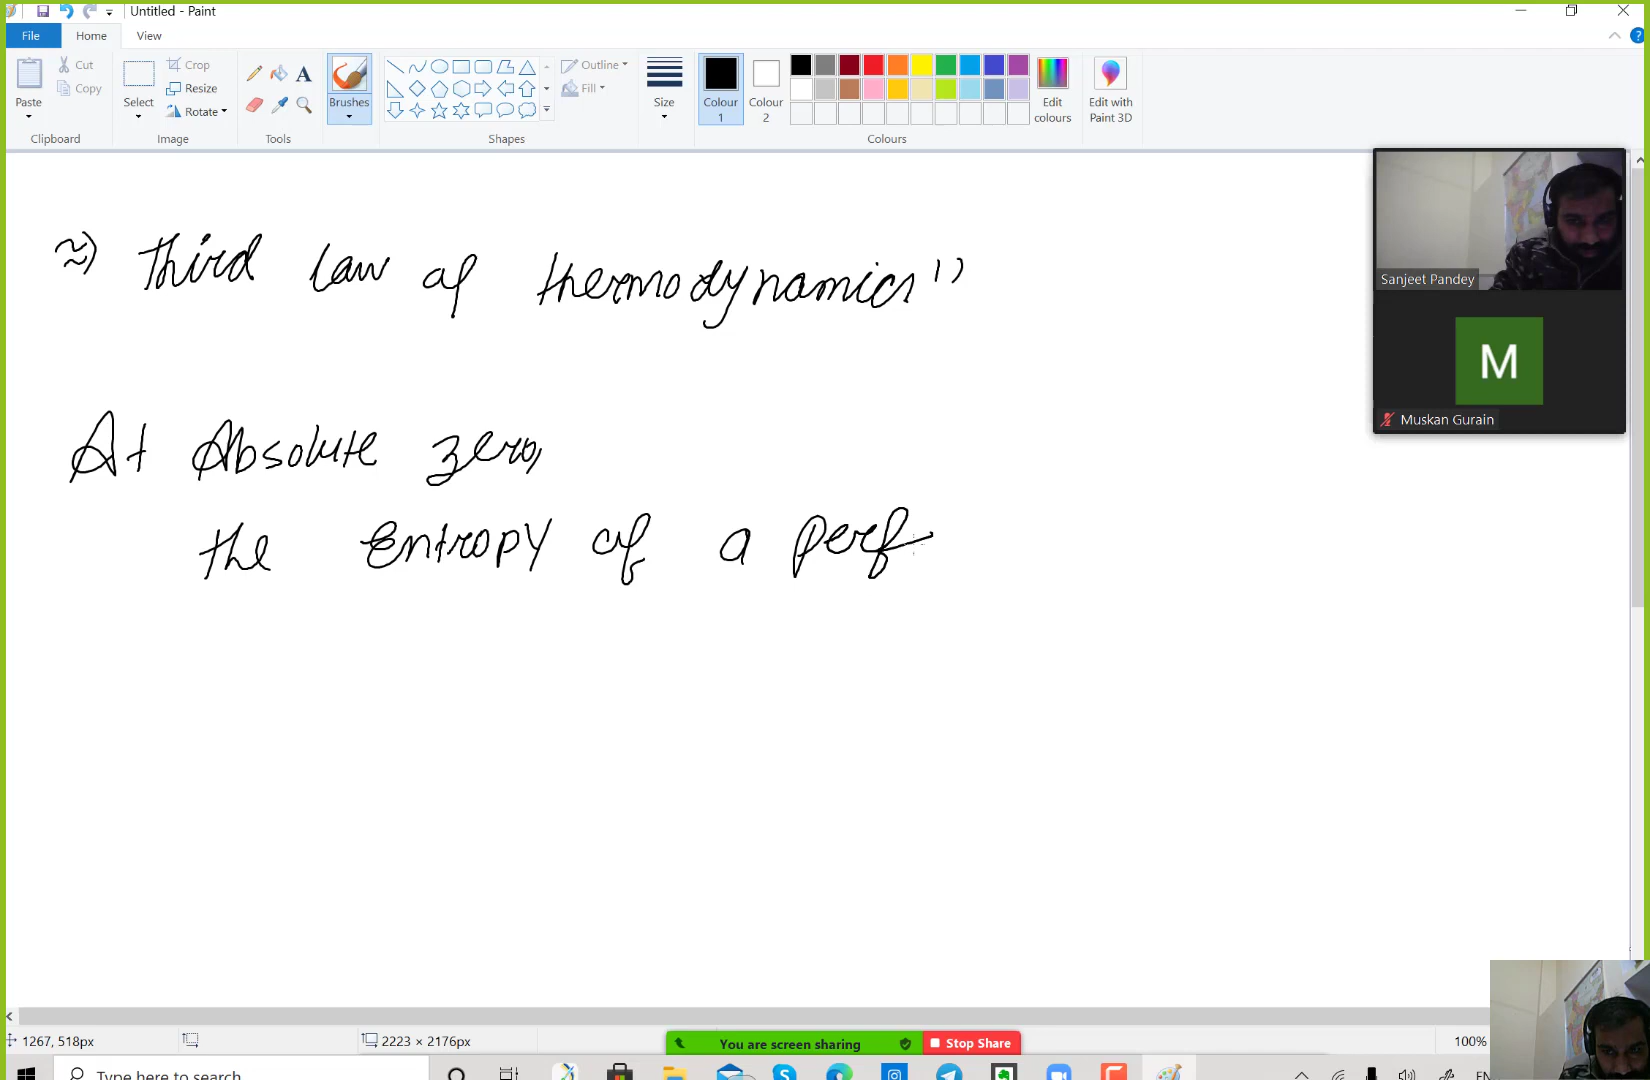 Untitled - Paint
File Home View
Paste Cut Copy Clipboard
Select Crop Resize Rotate Image
Tools
Brushes
Outline Fill Shapes
Size
Colour 1 Colour 2 Edit colours Colours
Edit with Paint 3D
Third law of thermodynamics"
Sanjeet Pandey
M
Muskan Gurain
At Absolute zero,
the Entropy of a perf
1267, 518px 2223 × 2176px 100%
You are screen sharing Stop Share
Type here to search